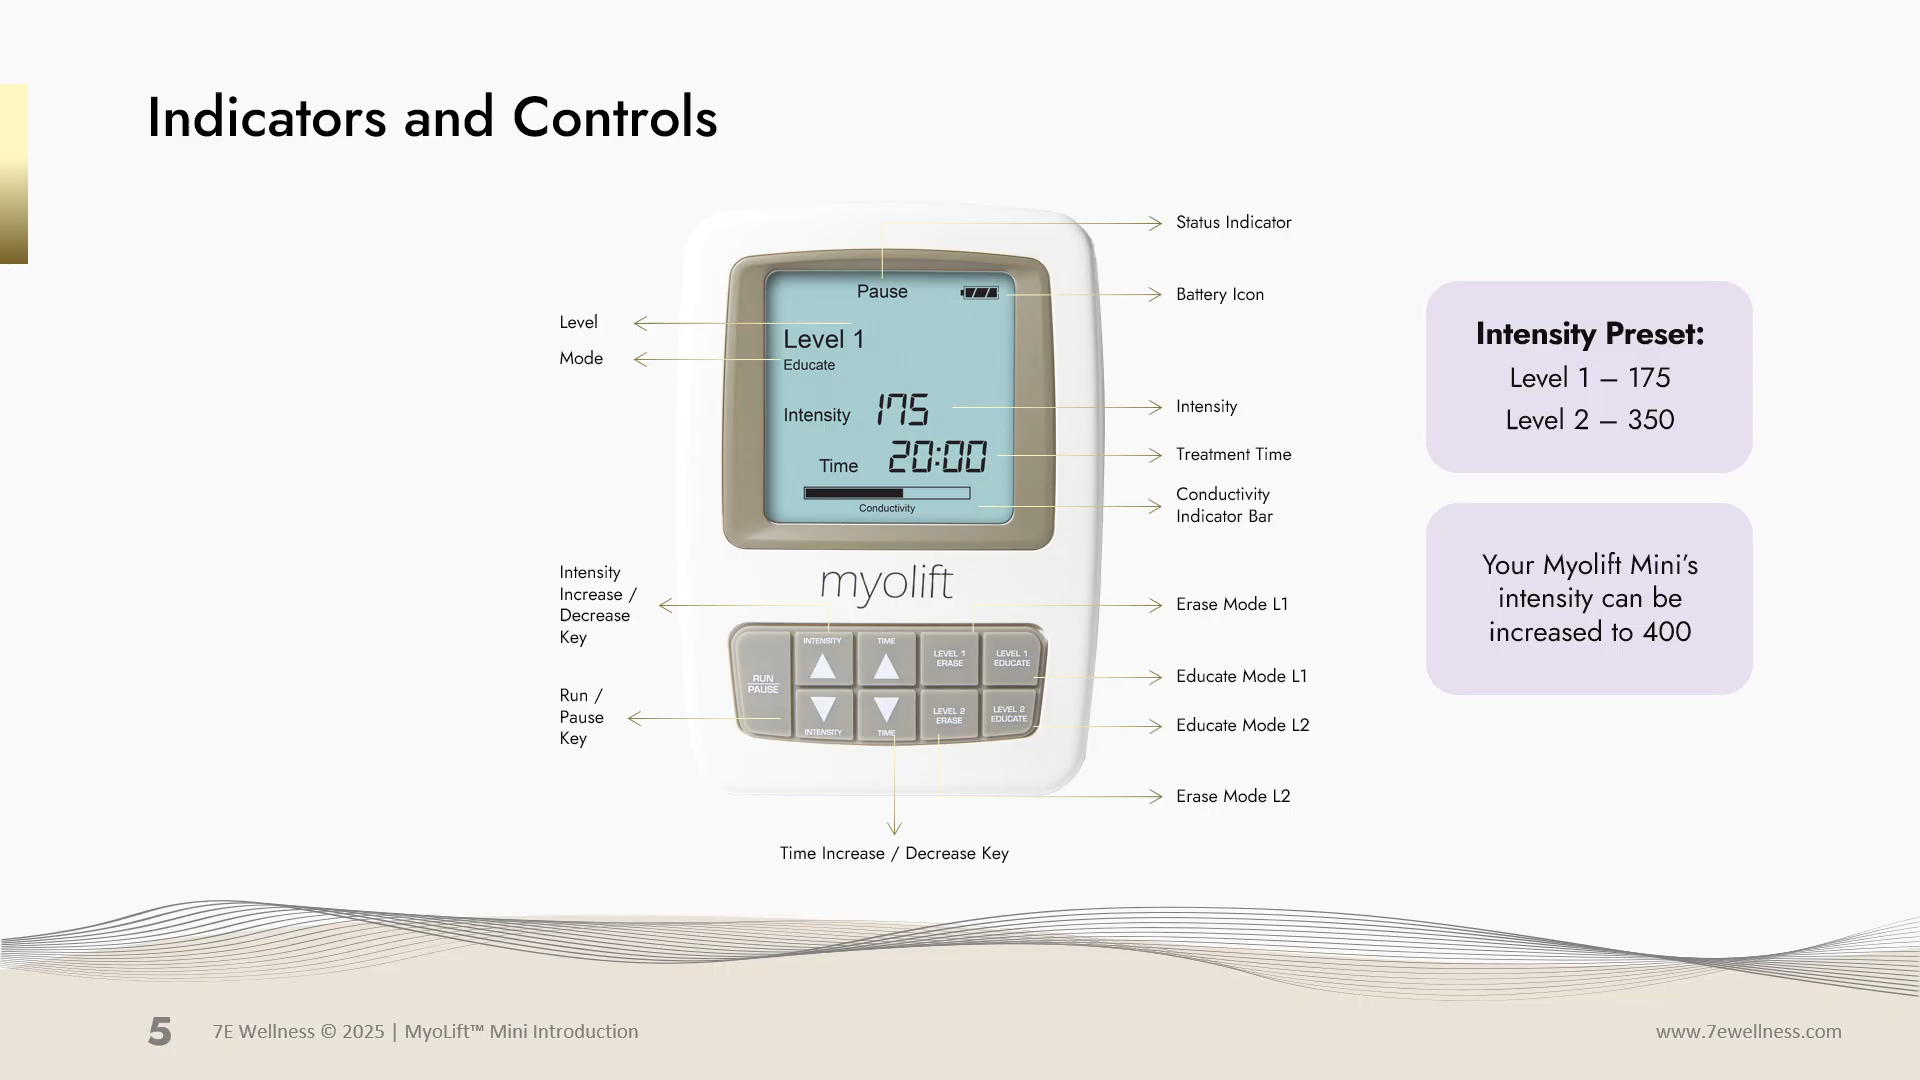 Indicators and Controls
Status Indicator
Battery Icon
Level
Mode
Intensity
Treatment Time
Conductivity
Indicator Bar
Pause
Level 1
Educate
Intensity 175
Time 20:00
Conductivity
myolift
Intensity
Increase /
Decrease
Key
Run /
Pause
Key
RUN
PAUSE
INTENSITY
INTENSITY
TIME
TIME
LEVEL 1
ERASE
LEVEL 1
EDUCATE
LEVEL 2
ERASE
LEVEL 2
EDUCATE
Erase Mode L1
Educate Mode L1
Educate Mode L2
Erase Mode L2
Time Increase / Decrease Key
Intensity Preset:
Level 1 – 175
Level 2 – 350
Your Myolift Mini’s
intensity can be
increased to 400
5 7E Wellness © 2025 | MyoLift™ Mini Introduction
www.7ewellness.com